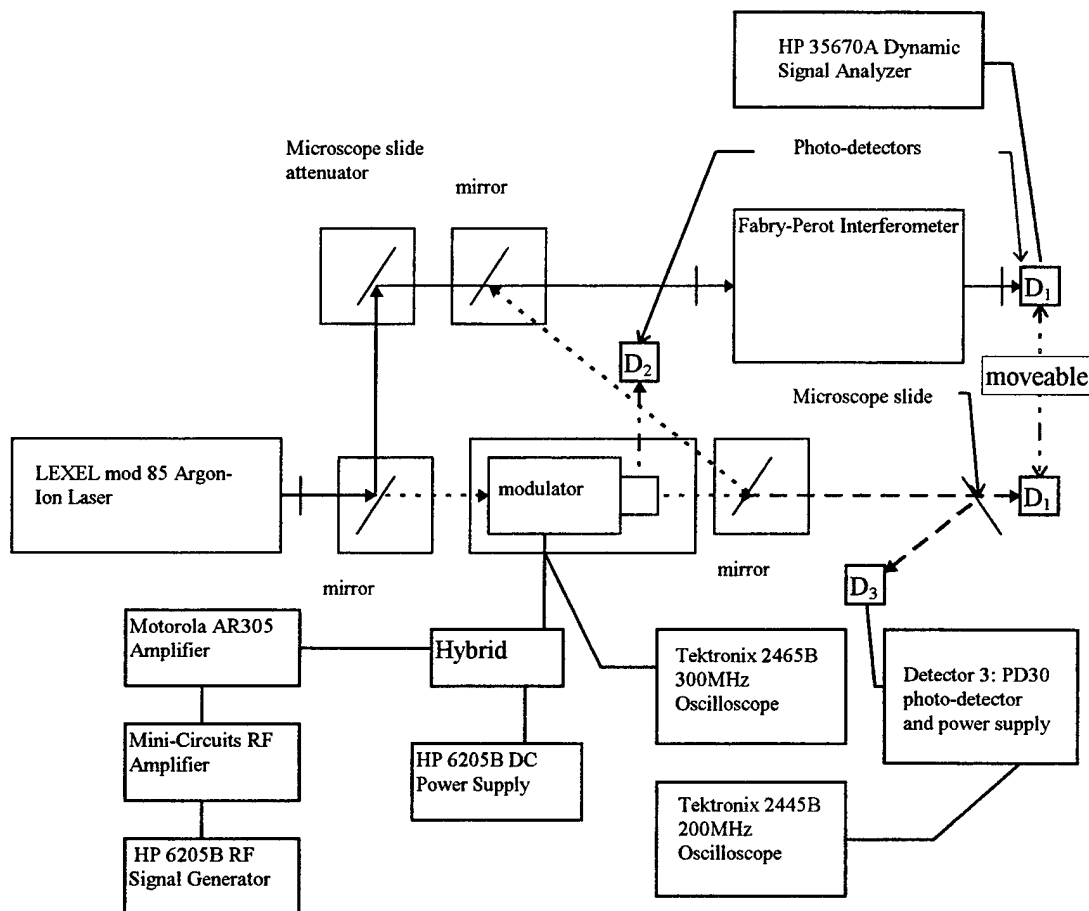 HP 35670A Dynamic
Signal Analyzer
Microscope slide
attenuator
Photo-detectors
mirror
Fabry-Perot Interferometer
D1
D2
moveable
Microscope slide
LEXEL mod 85 Argon-
Ion Laser
modulator
D1
mirror
mirror
D3
Motorola AR305
Amplifier
Hybrid
Tektronix 2465B
300MHz
Oscilloscope
Detector 3: PD30
photo-detector
and power supply
Mini-Circuits RF
Amplifier
HP 6205B DC
Power Supply
Tektronix 2445B
200MHz
Oscilloscope
HP 6205B RF
Signal Generator